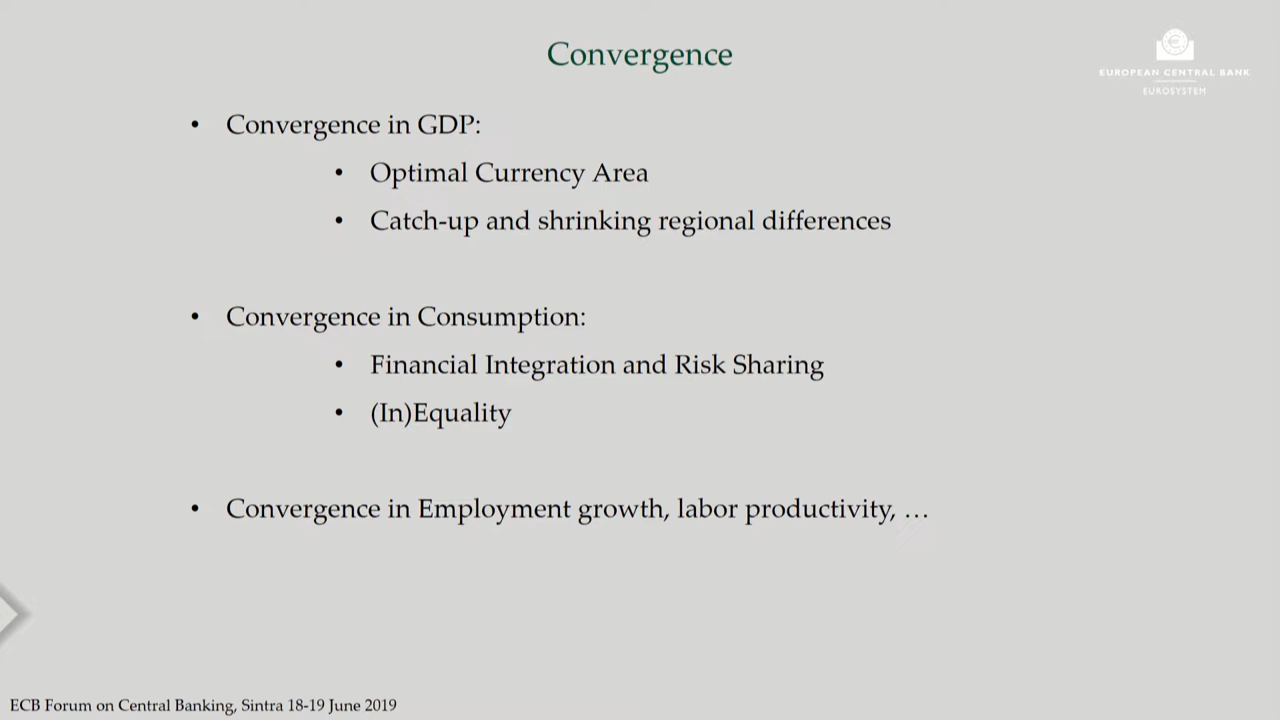 Convergence
EUROPEAN CENTRAL BANK
EUROSYSTEM
• Convergence in GDP:
• Optimal Currency Area
• Catch-up and shrinking regional differences
• Convergence in Consumption:
• Financial Integration and Risk Sharing
• (In)Equality
• Convergence in Employment growth, labor productivity, …
ECB Forum on Central Banking, Sintra 18-19 June 2019